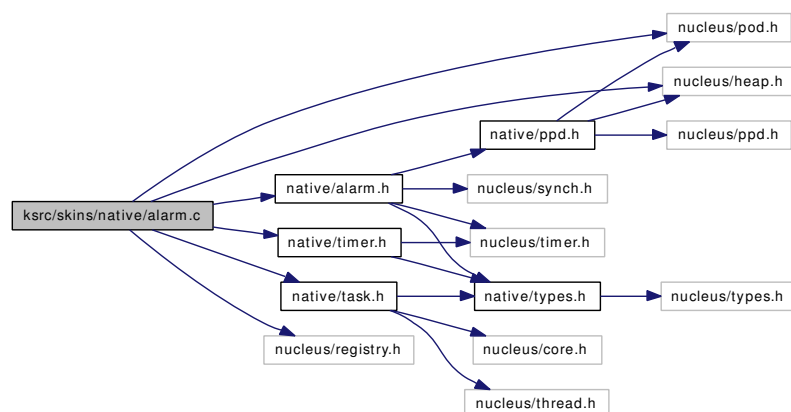 nucleus/pod.h
nucleus/heap.h
native/ppd.h
nucleus/ppd.h
native/alarm.h
nucleus/synch.h
ksrc/skins/native/alarm.c
native/timer.h
nucleus/timer.h
native/task.h
native/types.h
nucleus/types.h
nucleus/registry.h
nucleus/core.h
nucleus/thread.h